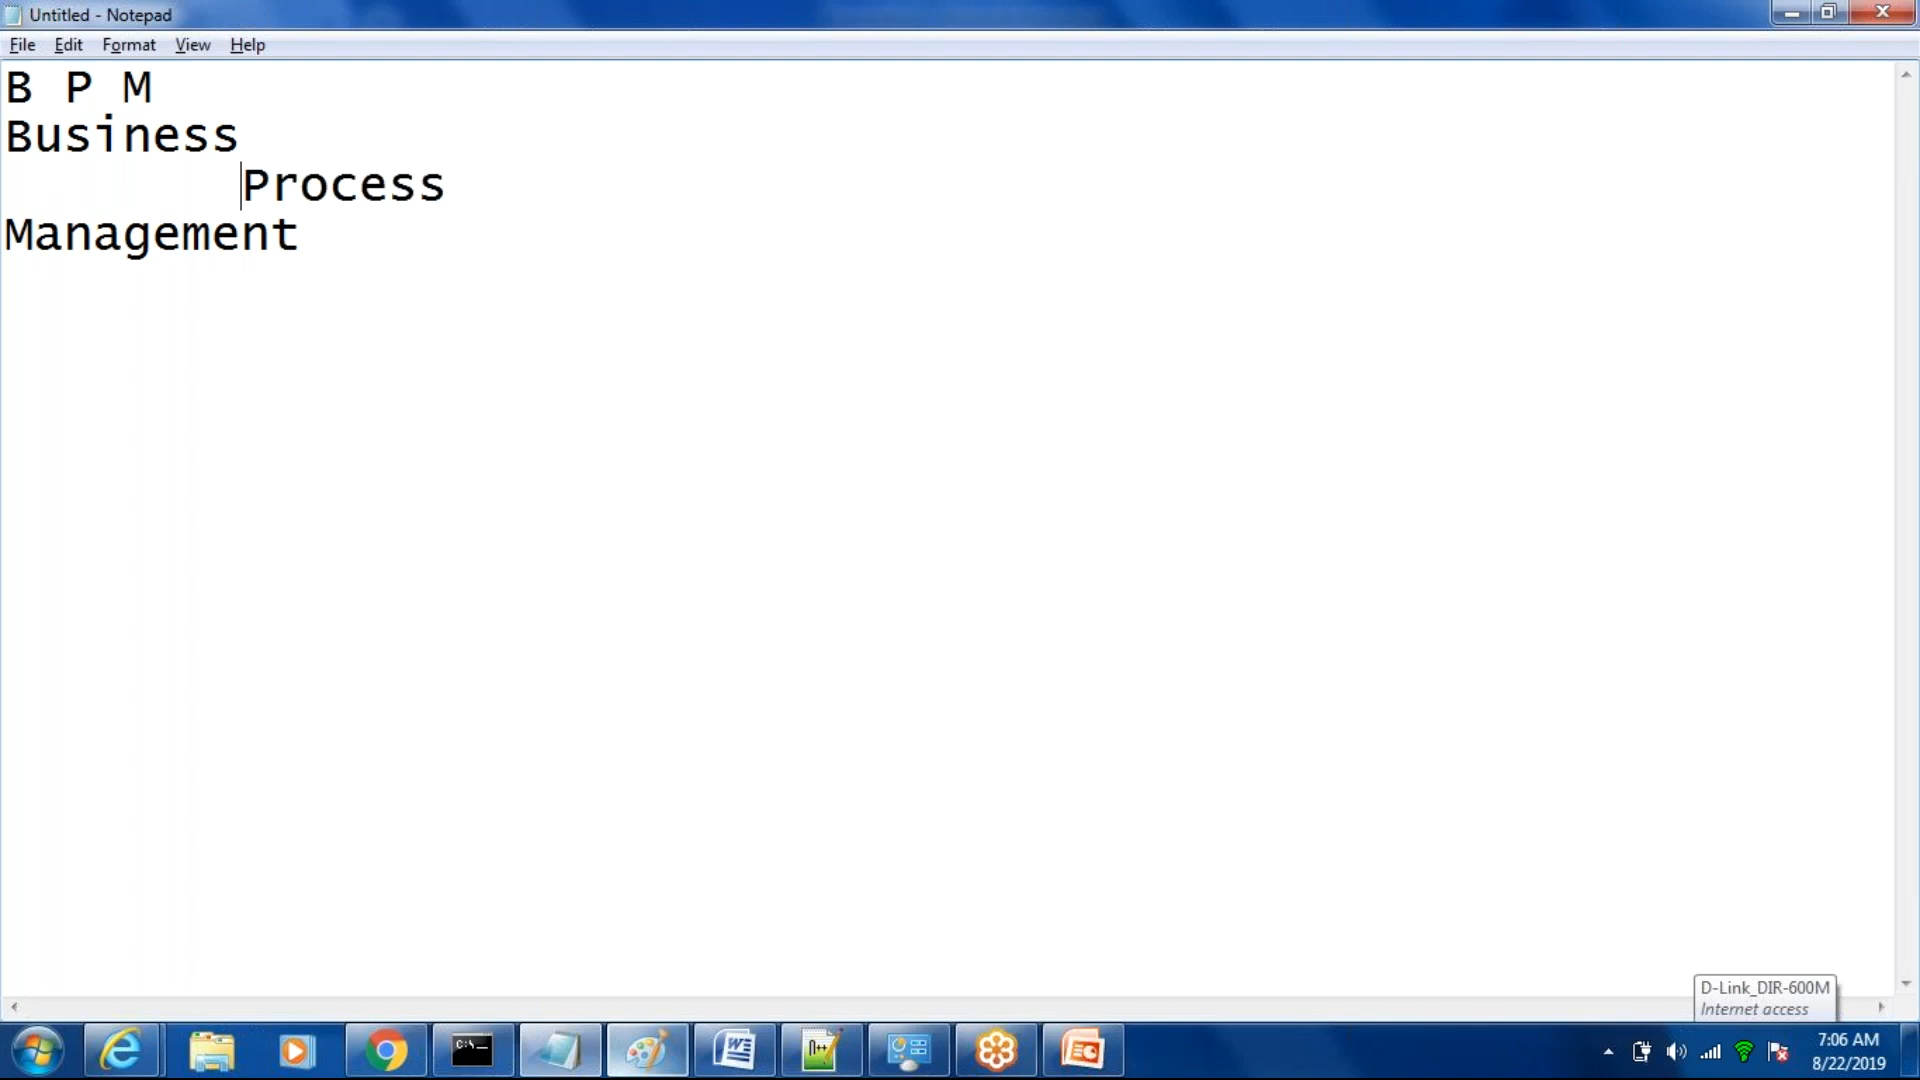 Untitled - Notepad
File Edit Format View Help
B P M
Business
Process
Management
D-Link_DIR-600M
Internet access
C:\_
7:06 AM
8/22/2019